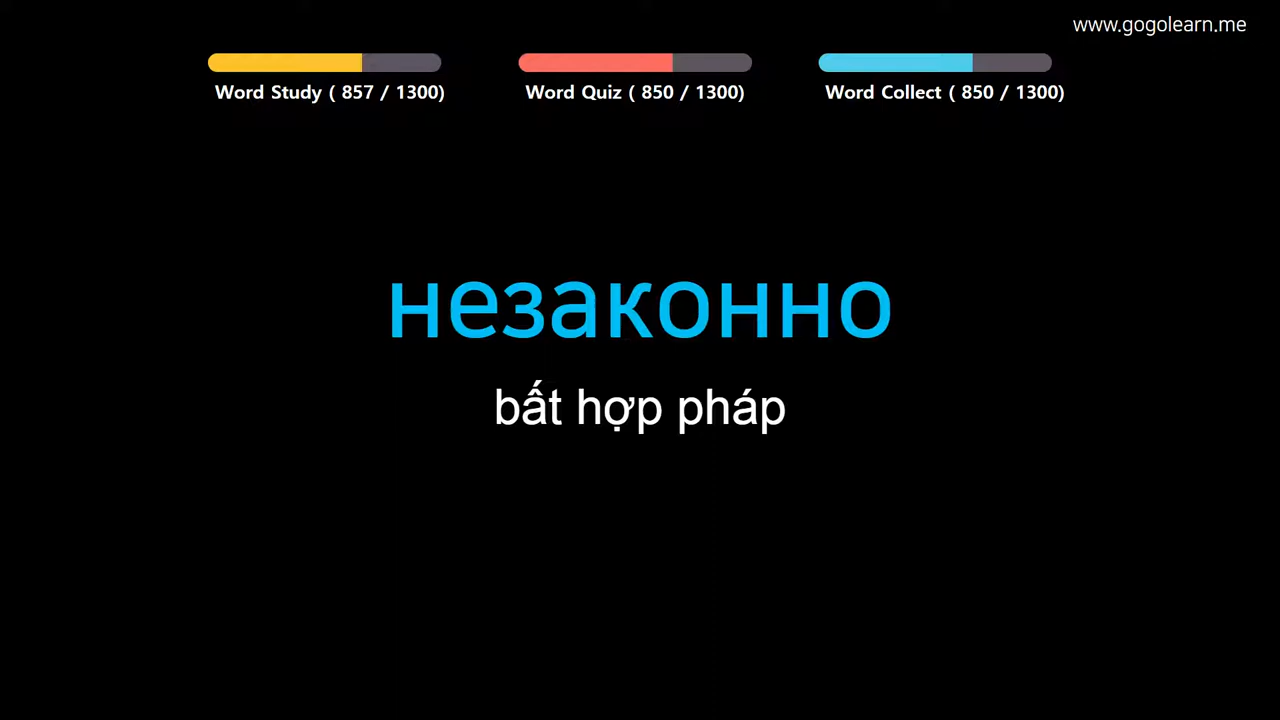 www.gogolearn.me
Word Study ( 857 / 1300)
Word Quiz ( 850 / 1300)
Word Collect ( 850 / 1300)
незаконно
bất hợp pháp